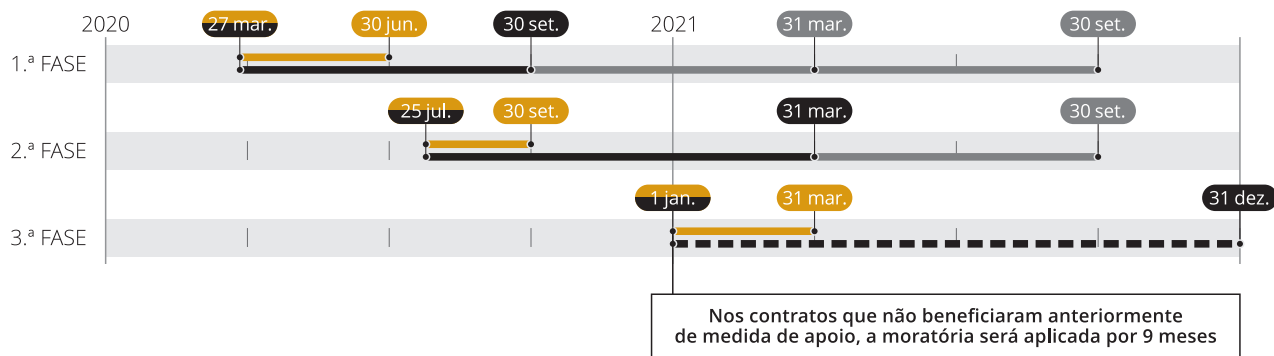 2020 27 mar. 30 jun. 30 set. 2021 31 mar. 30 set.
1.ª FASE
25 jul. 30 set. 31 mar. 30 set.
2.ª FASE
1 jan. 31 mar. 31 dez.
3.ª FASE
Nos contratos que não beneficiaram anteriormente
de medida de apoio, a moratória será aplicada por 9 meses